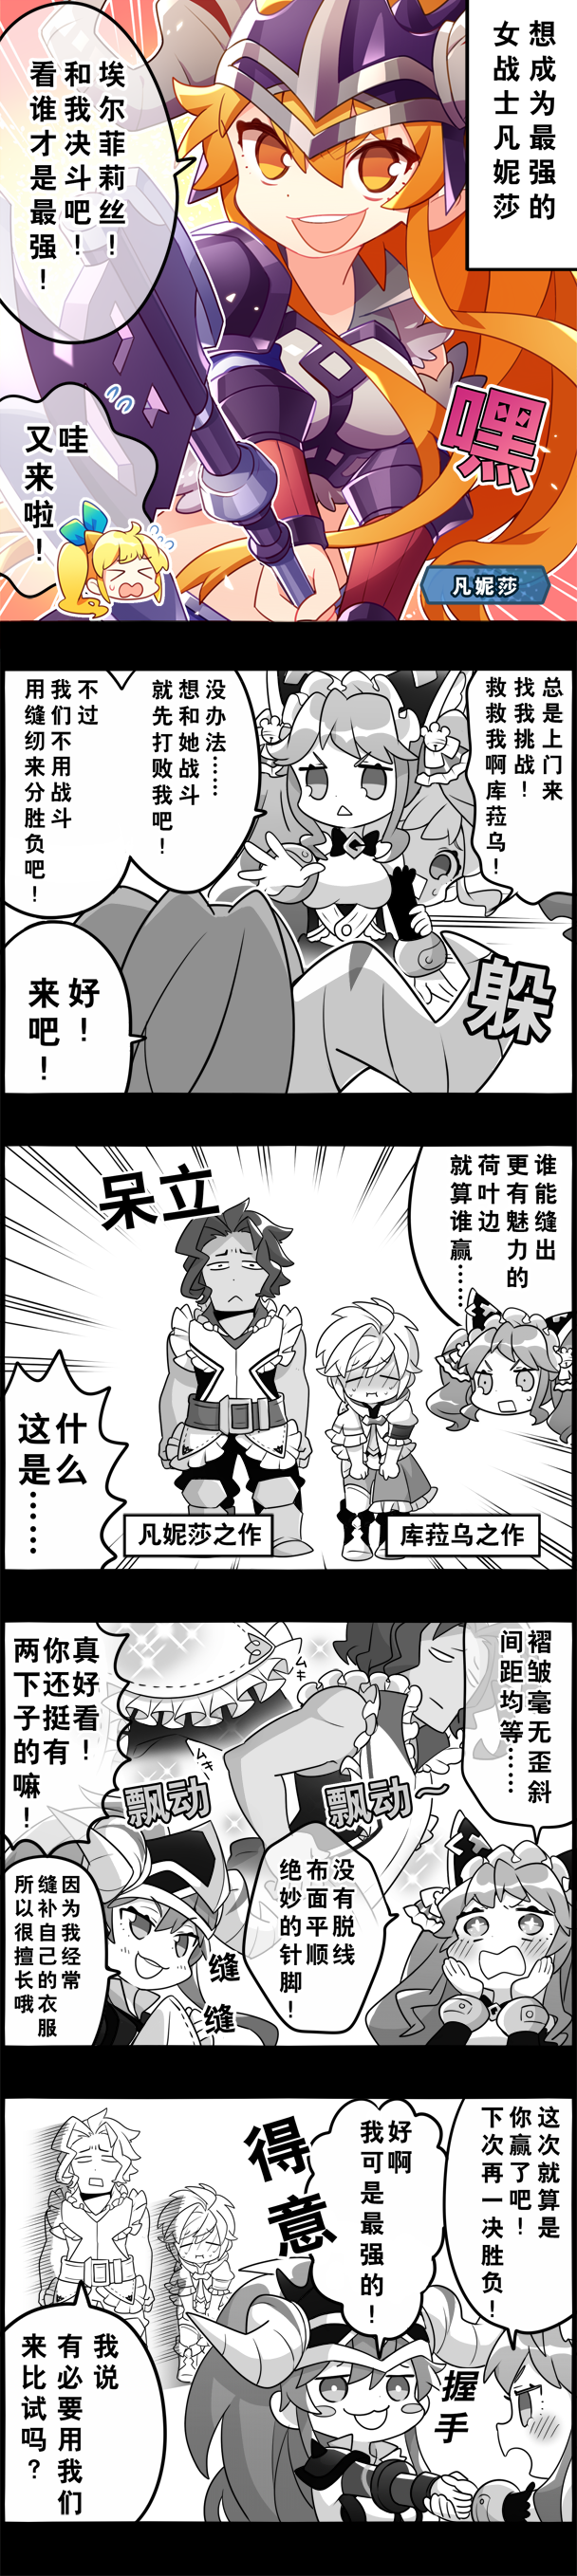 想成为最强的
女战士凡妮莎
埃尔菲莉丝！
和我决斗吧！
看谁才是最强！
嘿
哇
又来啦！
凡妮莎
总是上门来
找我挑战！
救救我啊库菈乌！
没办法……
想和她战斗
就先打败我吧！
不过
我们不用战斗
用缝纫来分胜负吧！
躲
好！
来吧！
谁能缝出
更有魅力的
荷叶边
就算谁赢……
呆立
什么
这是……
库菈乌之作
凡妮莎之作
褶皱毫无歪斜
间距均等……
飘动～
飘动
真好看！
你还挺有
两下子的嘛！
没有脱线
布面平顺
绝妙的针脚！
缝
缝
因为我经常
缝补自己的衣服
所以很擅长哦
这次就算是
你赢了吧！
下次再一决胜负！
好啊
我可是最强的！
得意
握手
我说
有必要用我们
来比试吗？